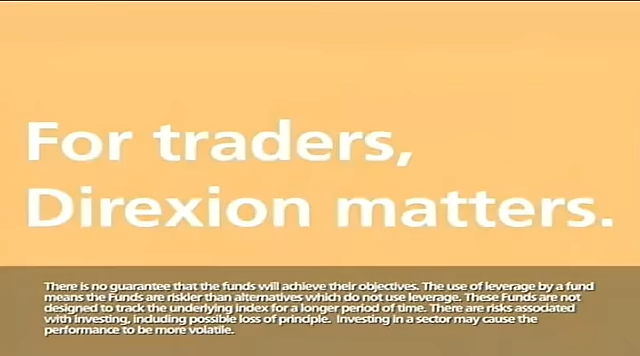 For traders,
Direxion matters.
There is no guarantee that the funds will achieve their objectives. The use of leverage by a fund
means the Funds are riskier than alternatives which do not use leverage. These Funds are not
designed to track the underlying index for a longer period of time. There are risks associated
with investing, including possible loss of principle. Investing in a sector may cause the
performance to be more volatile.